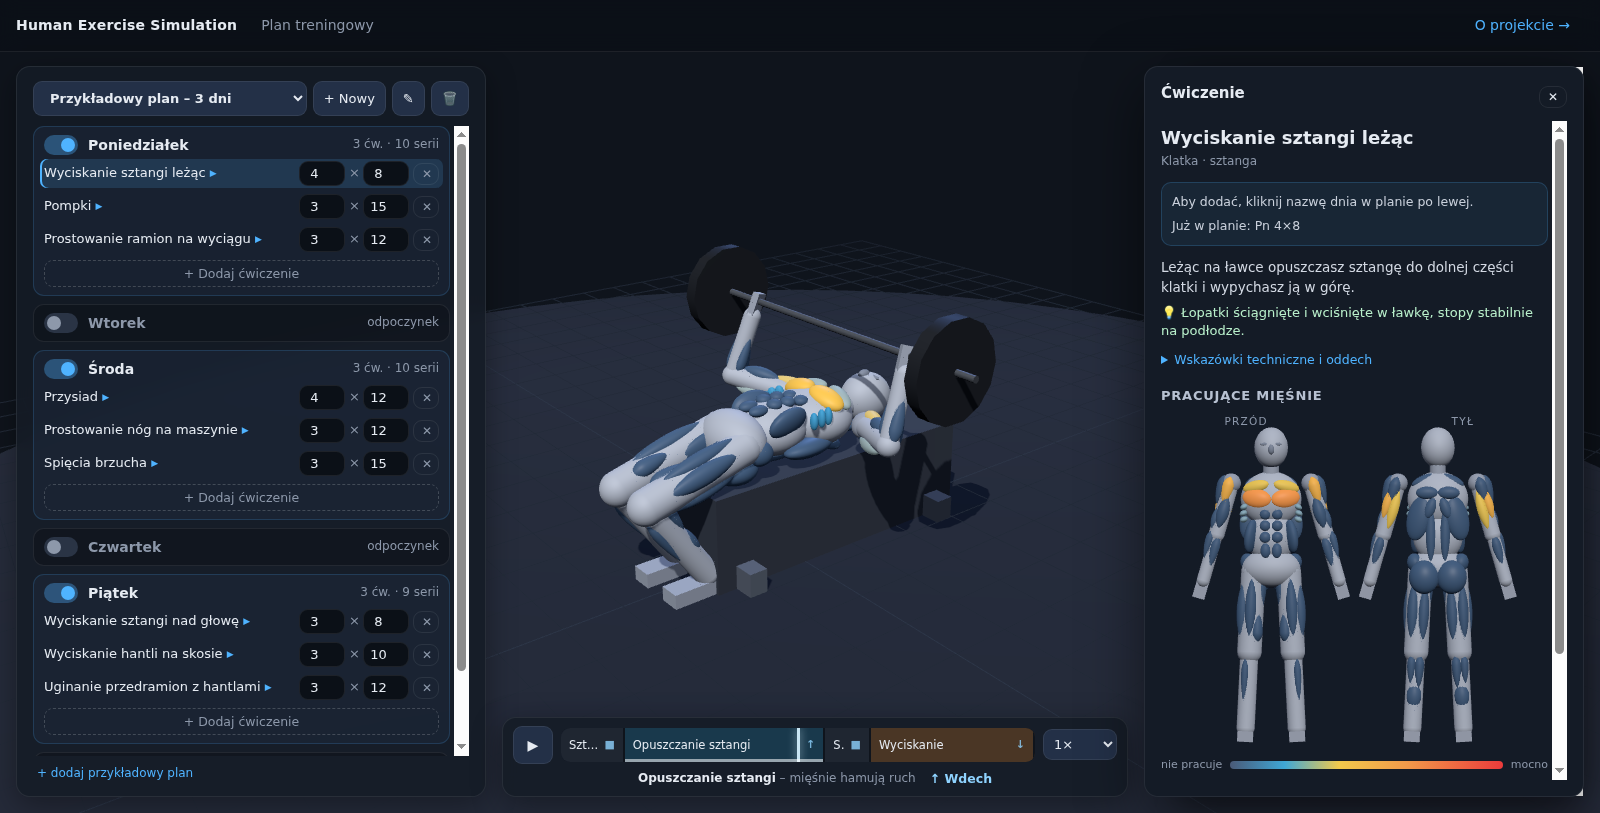 Human Exercise Simulation
Plan treningowy
O projekcie →
Przykładowy plan – 3 dni
+ Nowy
Poniedziałek
3 ćw. · 10 serii
Wyciskanie sztangi leżąc ▸ 4 × 8 ×
Pompki ▸ 3 × 15 ×
Prostowanie ramion na wyciągu ▸ 3 × 12 ×
+ Dodaj ćwiczenie
Wtorek
odpoczynek
Środa
3 ćw. · 10 serii
Przysiad ▸ 4 × 12 ×
Prostowanie nóg na maszynie ▸ 3 × 12 ×
Spięcia brzucha ▸ 3 × 15 ×
+ Dodaj ćwiczenie
Czwartek
odpoczynek
Piątek
3 ćw. · 9 serii
Wyciskanie sztangi nad głowę ▸ 3 × 8 ×
Wyciskanie hantli na skosie ▸ 3 × 10 ×
Uginanie przedramion z hantlami ▸ 3 × 12 ×
+ Dodaj ćwiczenie
+ dodaj przykładowy plan
Szt...
Opuszczanie sztangi ↑
S.
Wyciskanie ↓
1×
Opuszczanie sztangi – mięśnie hamują ruch ↑ Wdech
Ćwiczenie
Wyciskanie sztangi leżąc
Klatka · sztanga
Aby dodać, kliknij nazwę dnia w planie po lewej.
Już w planie: Pn 4×8
Leżąc na ławce opuszczasz sztangę do dolnej części
klatki i wypychasz ją w górę.
💡 Łopatki ściągnięte i wciśnięte w ławkę, stopy stabilnie
na podłodze.
▸ Wskazówki techniczne i oddech
PRACUJĄCE MIĘŚNIE
PRZÓD
TYŁ
nie pracuje
mocno